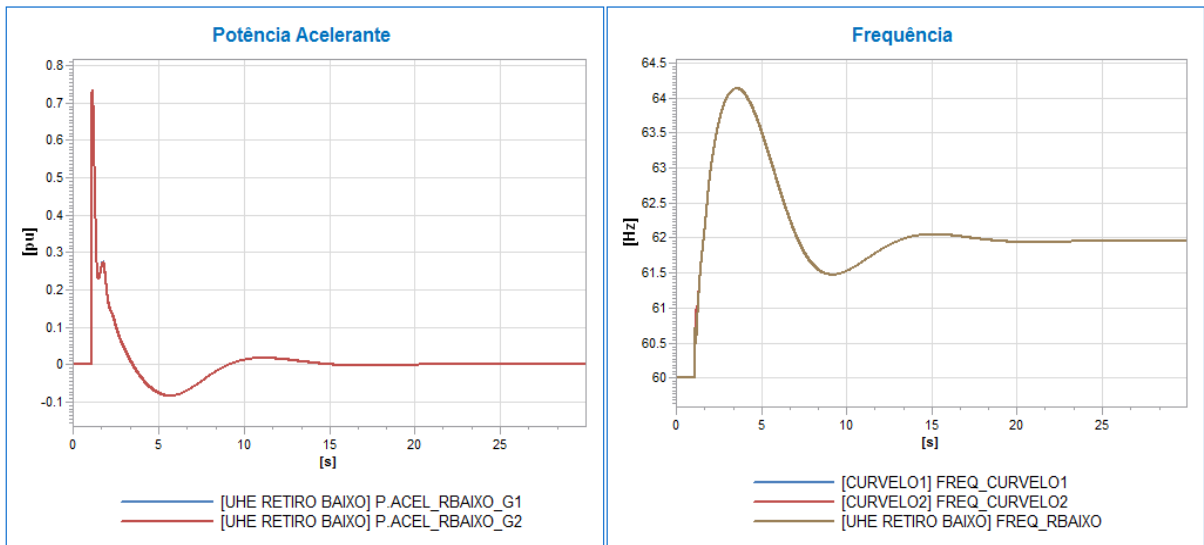 Potência Acelerante
0.8
0.7
0.6
0.5
0.4
0.3
0.2
0.1
0
-0.1
[pu]
0 5 10 15 20 25
[s]
[UHE RETIRO BAIXO] P.ACEL_RBAIXO_G1
[UHE RETIRO BAIXO] P.ACEL_RBAIXO_G2
Frequência
64.5
64
63.5
63
62.5
62
61.5
61
60.5
60
[Hz]
0 5 10 15 20 25
[s]
[CURVELO1] FREQ_CURVELO1
[CURVELO2] FREQ_CURVELO2
[UHE RETIRO BAIXO] FREQ_RBAIXO